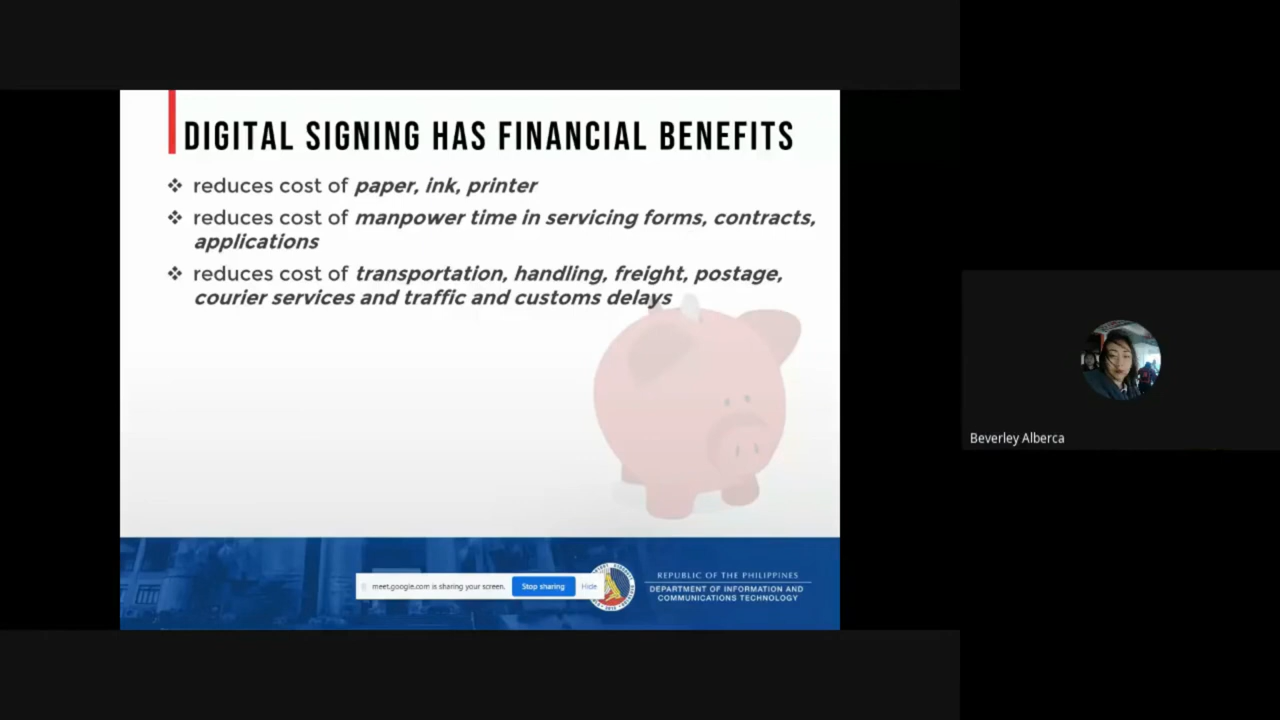 DIGITAL SIGNING HAS FINANCIAL BENEFITS
❖ reduces cost of paper, ink, printer
❖ reduces cost of manpower time in servicing forms, contracts,
applications
❖ reduces cost of transportation, handling, freight, postage,
courier services and traffic and customs delays
Beverley Alberca
meet.google.com is sharing your screen. Stop sharing Hide
REPUBLIC OF THE PHILIPPINES
DEPARTMENT OF INFORMATION AND
COMMUNICATIONS TECHNOLOGY